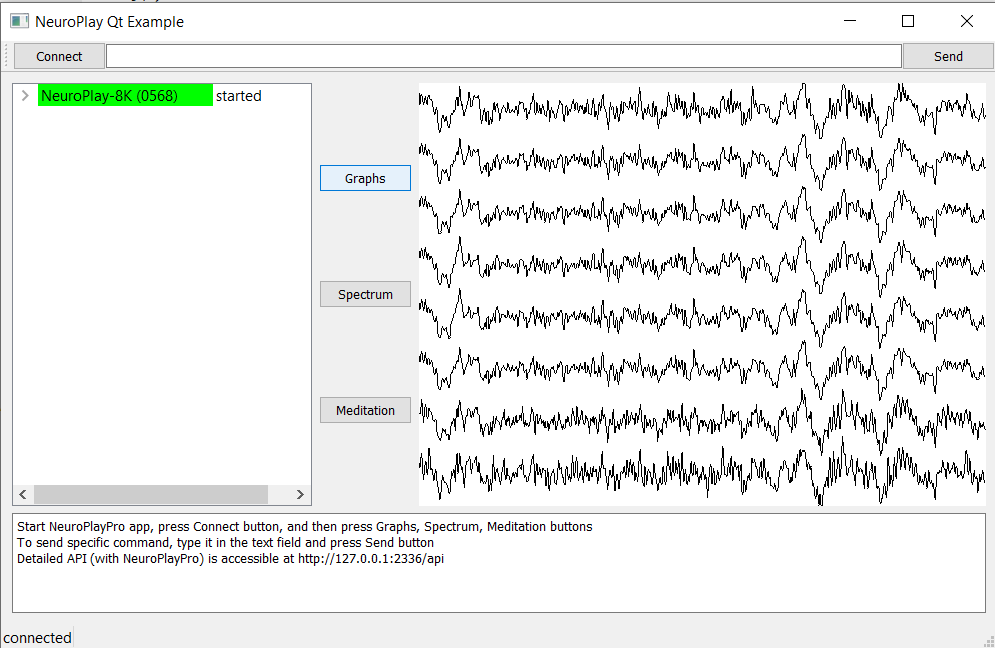 NeuroPlay Qt Example
Connect
Send
NeuroPlay-8K (0568) started
Graphs
Spectrum
Meditation
Start NeuroPlayPro app, press Connect button, and then press Graphs, Spectrum, Meditation buttons
To send specific command, type it in the text field and press Send button
Detailed API (with NeuroPlayPro) is accessible at http://127.0.0.1:2336/api
connected